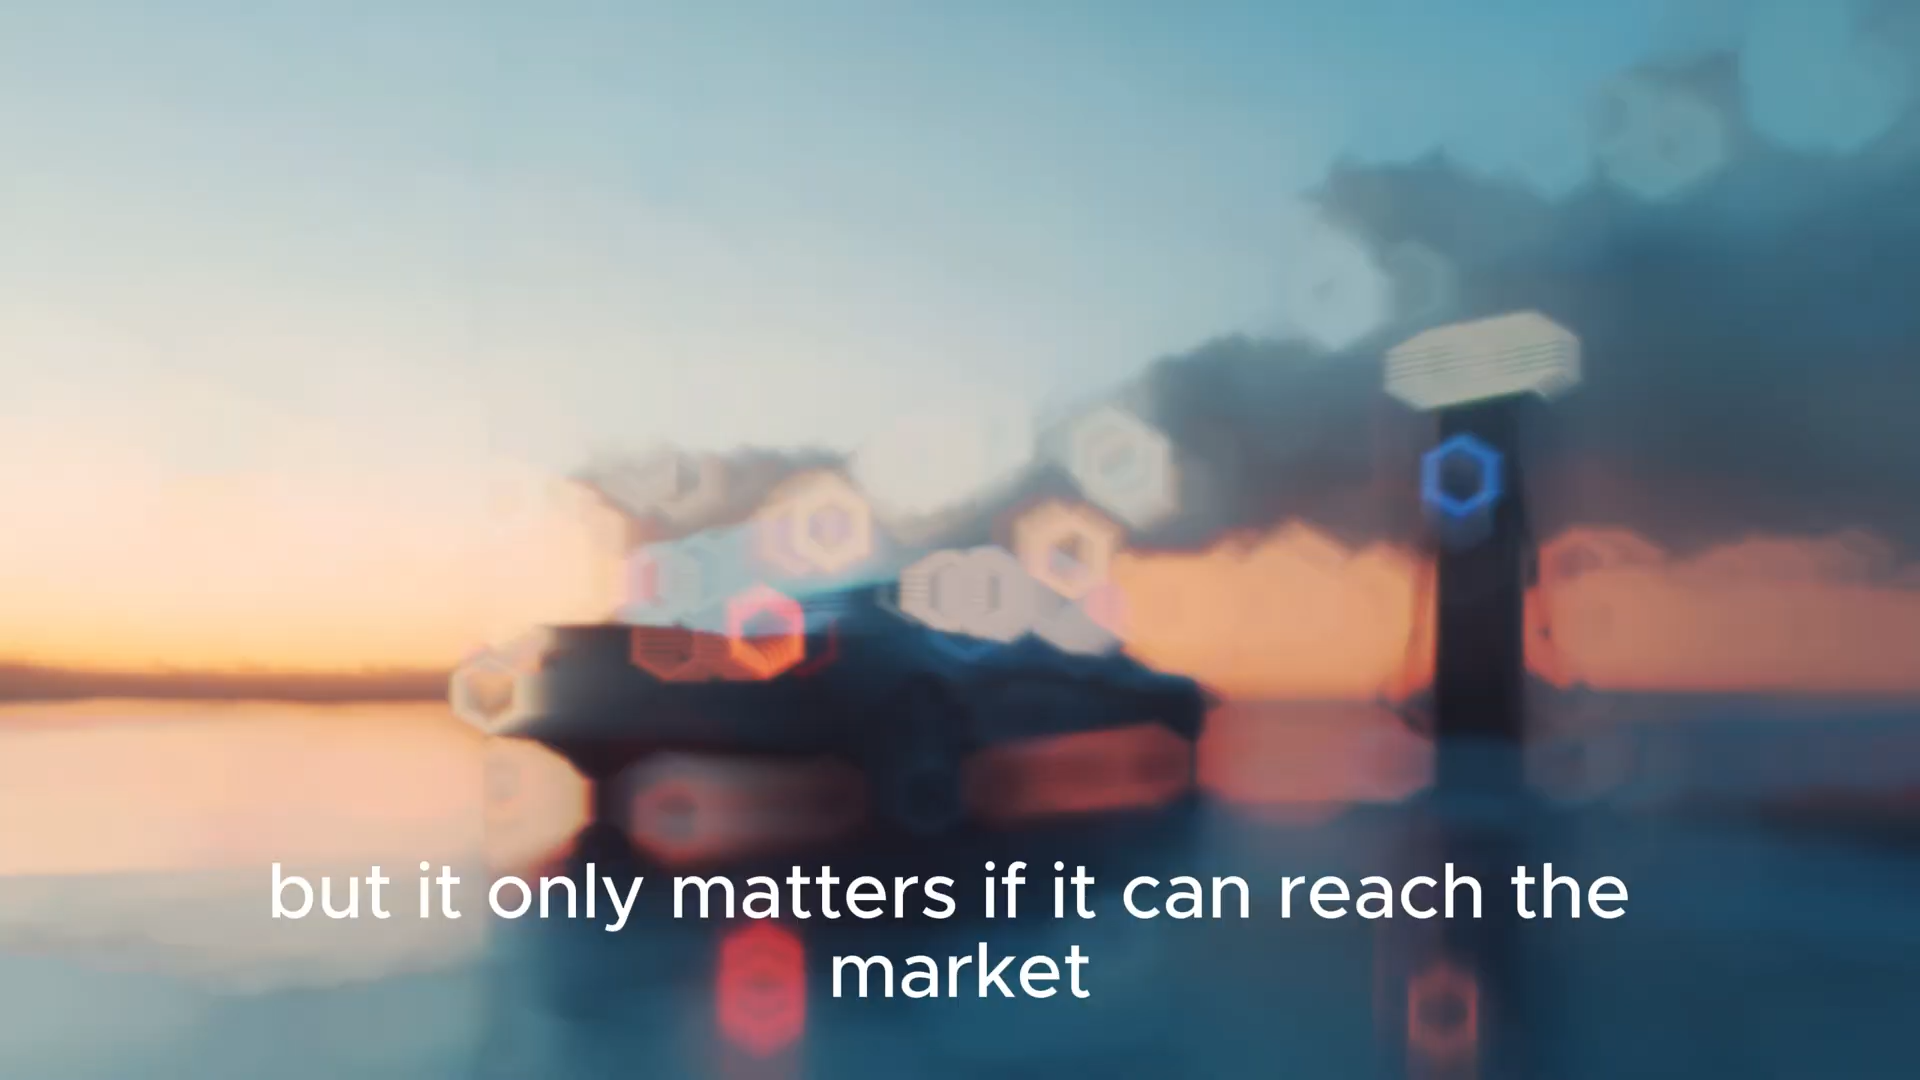 but it only matters if it can reach the
market